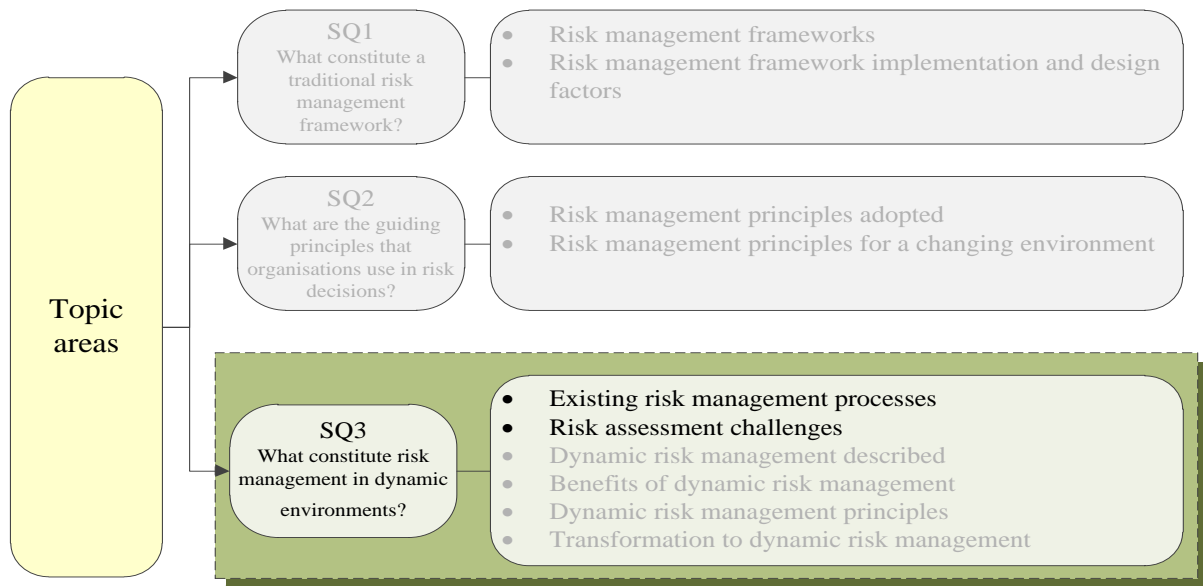 Topic
areas
SQ1
What constitute a
traditional risk
management
framework?
• Risk management frameworks
• Risk management framework implementation and design
factors
SQ2
What are the guiding
principles that
organisations use in risk
decisions?
• Risk management principles adopted
• Risk management principles for a changing environment
SQ3
What constitute risk
management in dynamic
environments?
• Existing risk management processes
• Risk assessment challenges
• Dynamic risk management described
• Benefits of dynamic risk management
• Dynamic risk management principles
• Transformation to dynamic risk management